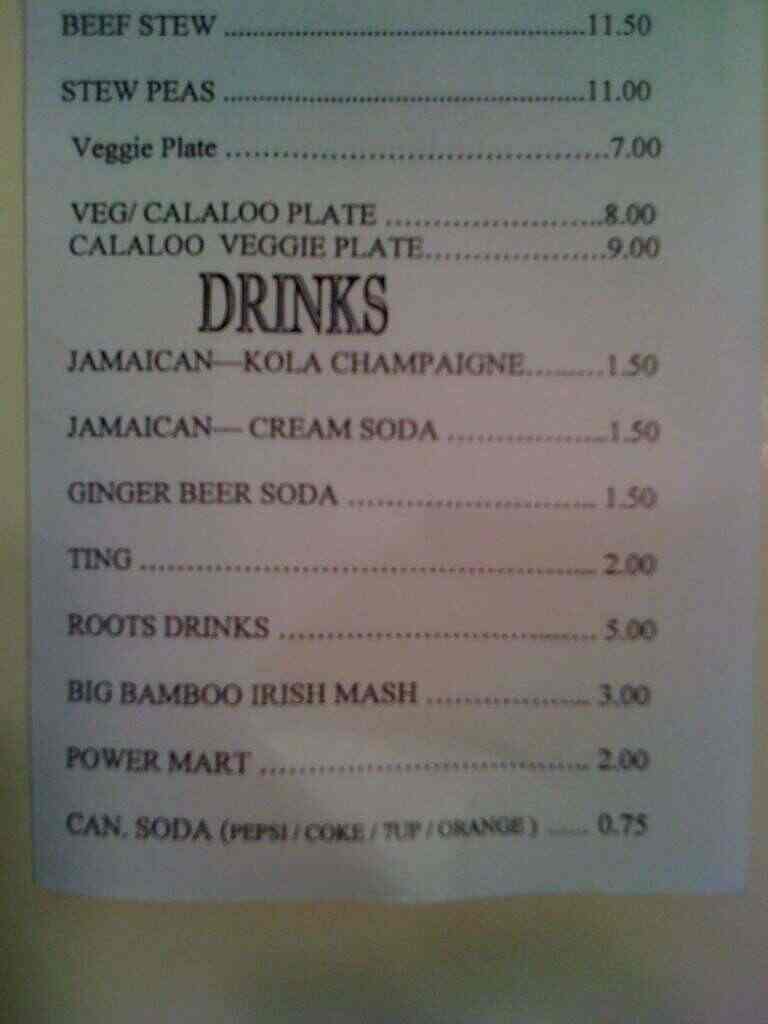 BEEF STEW ............................................11.50
STEW PEAS ............................................11.00
Veggie Plate ..........................................7.00
VEG/ CALALOO PLATE ........................8.00
CALALOO VEGGIE PLATE....................9.00
DRINKS
JAMAICAN—KOLA CHAMPAIGNE..........1.50
JAMAICAN— CREAM SODA ..................1.50
GINGER BEER SODA ........................... 1.50
TING .................................................. 2.00
ROOTS DRINKS ................................... 5.00
BIG BAMBOO IRISH MASH .................. 3.00
POWER MART .................................... 2.00
CAN. SODA (PEPSI / COKE / 7UP / ORANGE ) ...... 0.75